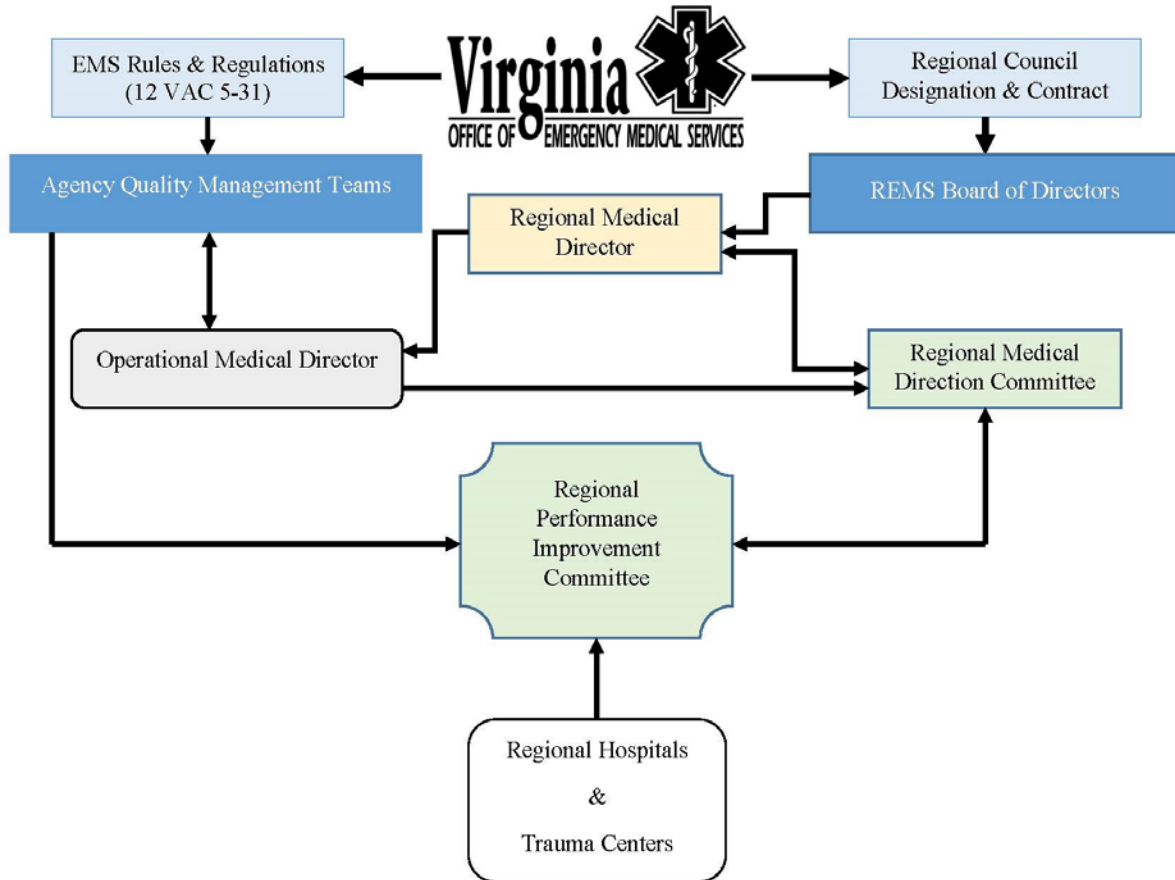 EMS Rules & Regulations
(12 VAC 5-31)
Virginia
OFFICE OF EMERGENCY MEDICAL SERVICES
Regional Council
Designation & Contract
Agency Quality Management Teams
REMS Board of Directors
Regional Medical
Director
Operational Medical Director
Regional Medical
Direction Committee
Regional
Performance
Improvement
Committee
Regional Hospitals
&
Trauma Centers